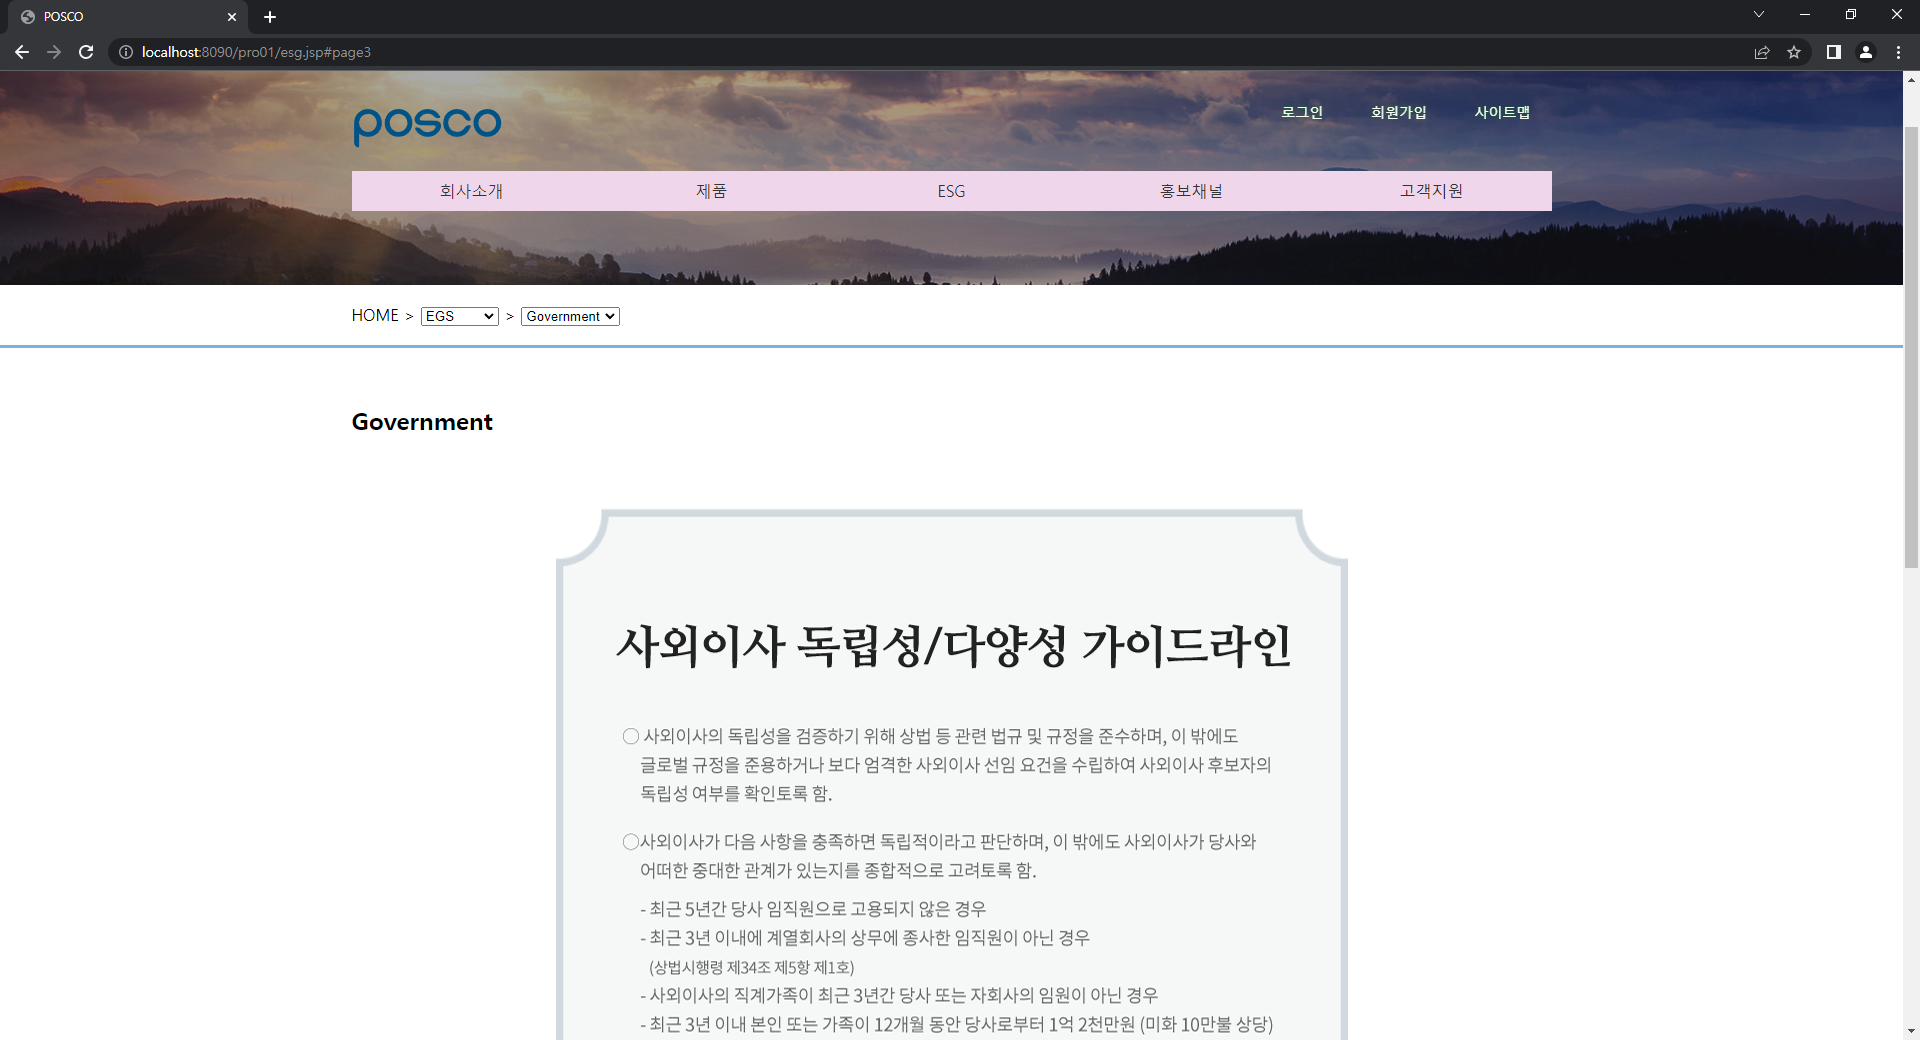 POSCO
localhost:8090/pro01/esg.jsp#page3
posco
로그인 회원가입 사이트맵
회사소개 제품 ESG 홍보채널 고객지원
HOME > EGS > Government
Government
사외이사 독립성/다양성 가이드라인
○ 사외이사의 독립성을 검증하기 위해 상법 등 관련 법규 및 규정을 준수하며, 이 밖에도
글로벌 규정을 준용하거나 보다 엄격한 사외이사 선임 요건을 수립하여 사외이사 후보자의
독립성 여부를 확인토록 함.
○사외이사가 다음 사항을 충족하면 독립적이라고 판단하며, 이 밖에도 사외이사가 당사와
어떠한 중대한 관계가 있는지를 종합적으로 고려토록 함.
- 최근 5년간 당사 임직원으로 고용되지 않은 경우
- 최근 3년 이내에 계열회사의 상무에 종사한 임직원이 아닌 경우
(상법시행령 제34조 제5항 제1호)
- 사외이사의 직계가족이 최근 3년간 당사 또는 자회사의 임원이 아닌 경우
- 최근 3년 이내 본인 또는 가족이 12개월 동안 당사로부터 1억 2천만원 (미화 10만불 상당)